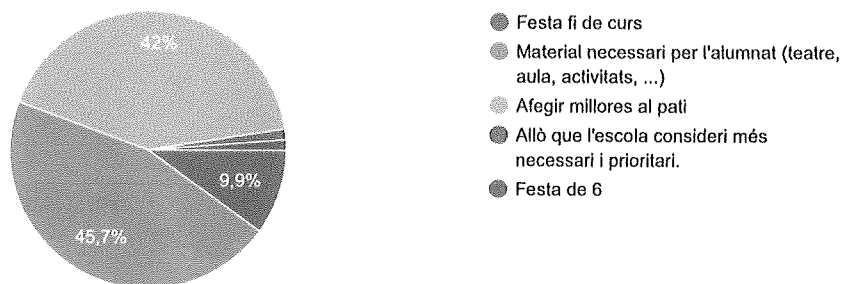 42%
9,9%
45,7%
Festa fi de curs
Material necessari per l'alumnat (teatre,
aula, activitats, ...)
Afegir millores al pati
Allò que l'escola consideri més
necessari i prioritari.
Festa de 6